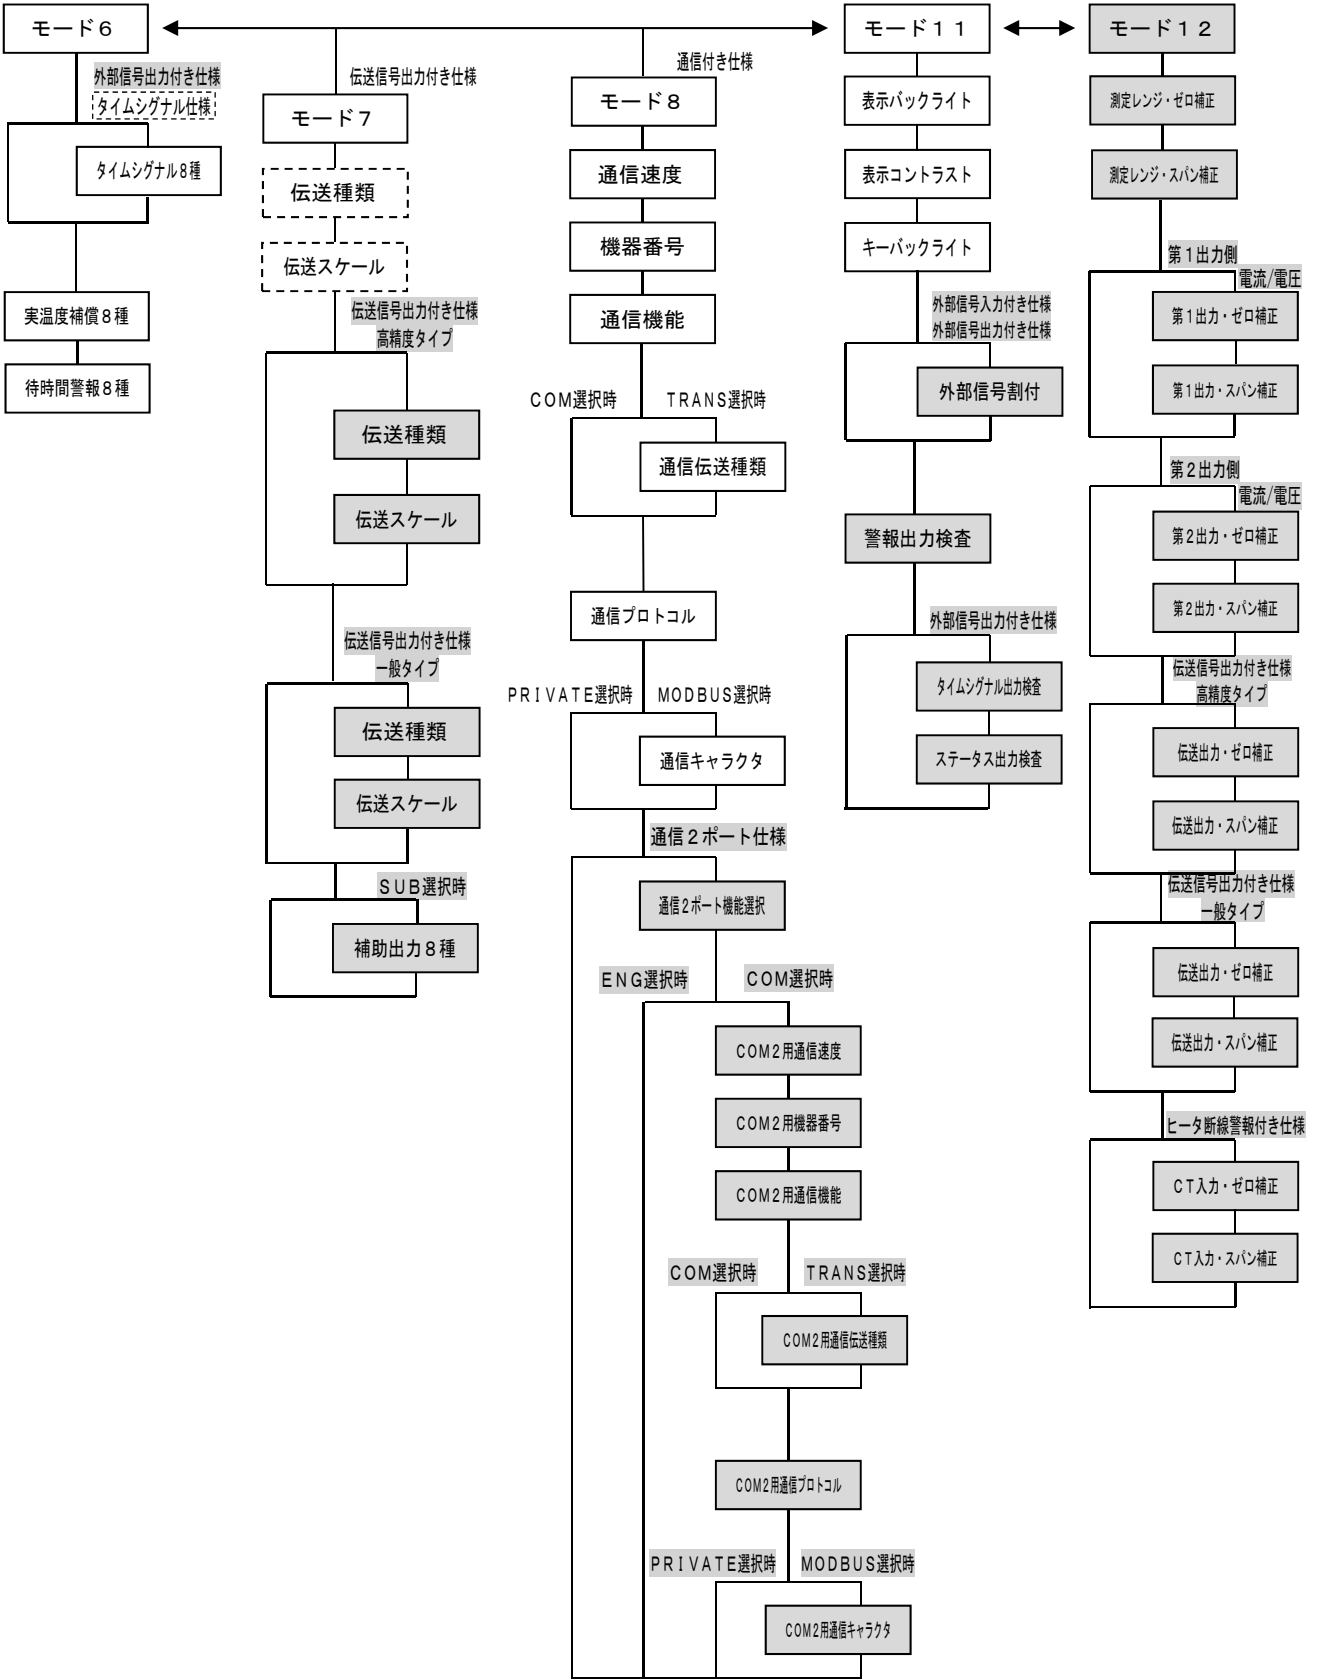 モード６
外部信号出力付き仕様
タイムシグナル仕様
タイムシグナル８種
実温度補償８種
待時間警報８種
伝送信号出力付き仕様
モード７
伝送種類
伝送スケール
伝送信号出力付き仕様
高精度タイプ
伝送種類
伝送スケール
伝送信号出力付き仕様
一般タイプ
伝送種類
伝送スケール
ＳＵＢ選択時
補助出力８種
通信付き仕様
モード８
通信速度
機器番号
通信機能
ＣＯＭ選択時
ＴＲＡＮＳ選択時
通信伝送種類
通信プロトコル
ＰＲＩＶＡＴＥ選択時
ＭＯＤＢＵＳ選択時
通信キャラクタ
通信２ポート仕様
通信２ポート機能選択
ＥＮＧ選択時
ＣＯＭ選択時
ＣＯＭ２用通信速度
ＣＯＭ２用機器番号
ＣＯＭ２用通信機能
ＣＯＭ選択時
ＴＲＡＮＳ選択時
ＣＯＭ２用通信伝送種類
ＣＯＭ２用通信プロトコル
ＰＲＩＶＡＴＥ選択時
ＭＯＤＢＵＳ選択時
ＣＯＭ２用通信キャラクタ
モード１１
表示バックライト
表示コントラスト
キーバックライト
外部信号入力付き仕様
外部信号出力付き仕様
外部信号割付
警報出力検査
外部信号出力付き仕様
タイムシグナル出力検査
ステータス出力検査
モード１２
測定レンジ・ゼロ補正
測定レンジ・スパン補正
第１出力側
電流/電圧
第１出力・ゼロ補正
第１出力・スパン補正
第２出力側
電流/電圧
第２出力・ゼロ補正
第２出力・スパン補正
伝送信号出力付き仕様
高精度タイプ
伝送出力・ゼロ補正
伝送出力・スパン補正
伝送信号出力付き仕様
一般タイプ
伝送出力・ゼロ補正
伝送出力・スパン補正
ヒータ断線警報付き仕様
ＣＴ入力・ゼロ補正
ＣＴ入力・スパン補正